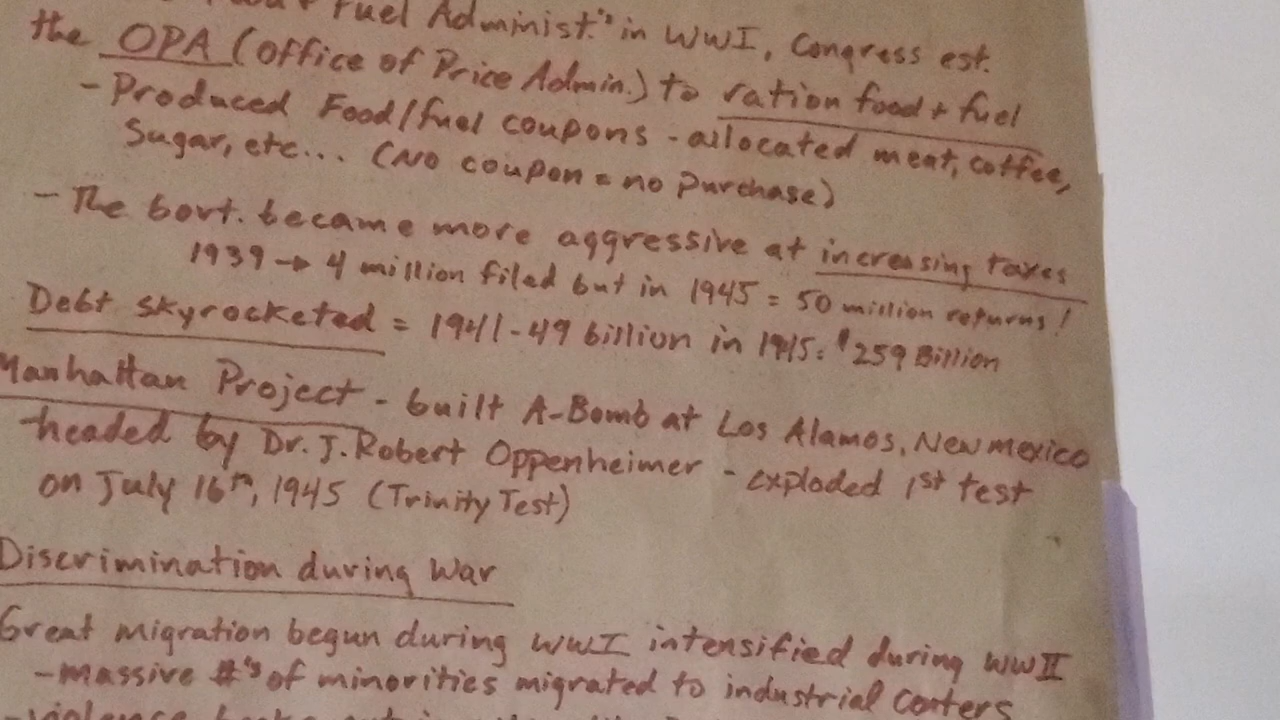 Fuel Administ.'s in WWI, Congress est.
the OPA (Office of Price Admin.) to ration food + fuel
- Produced Food/fuel coupons - allocated meat, coffee,
Sugar, etc... (No coupon = no purchase)
- The Govt. became more aggressive at increasing taxes
1939 → 4 million filed but in 1945 = 50 million returns!
Debt skyrocketed = 1941 - 49 billion in 1945: $259 Billion
Manhattan Project - built A-Bomb at Los Alamos, New Mexico
headed by Dr. J. Robert Oppenheimer - exploded 1st test
on July 16th, 1945 (Trinity Test)
Discrimination during War
Great migration begun during WWI intensified during WWII
- massive #'s of minorities migrated to industrial centers
- violence broke out in